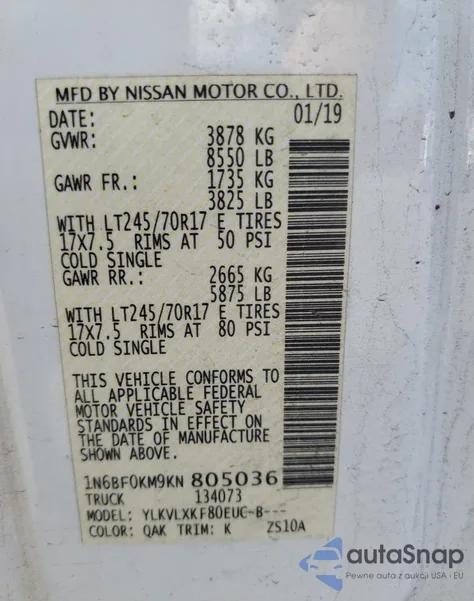 MFD BY NISSAN MOTOR CO., LTD.
DATE: 01/19
GVWR: 3878 KG
8550 LB
GAWR FR.: 1735 KG
3825 LB
WITH LT245/70R17 E TIRES
17X7.5 RIMS AT 50 PSI
COLD SINGLE
GAWR RR.: 2665 KG
5875 LB
WITH LT245/70R17 E TIRES
17X7.5 RIMS AT 80 PSI
COLD SINGLE
THIS VEHICLE CONFORMS TO
ALL APPLICABLE FEDERAL
MOTOR VEHICLE SAFETY
STANDARDS IN EFFECT ON
THE DATE OF MANUFACTURE
SHOWN ABOVE.
1N6BF0KM9KN 805036
TRUCK 134073
MODEL: YLKVLXKF80EUC-B---
COLOR: QAK TRIM: K ZS10A
autoSnap
Pewne auta z aukcji USA i EU